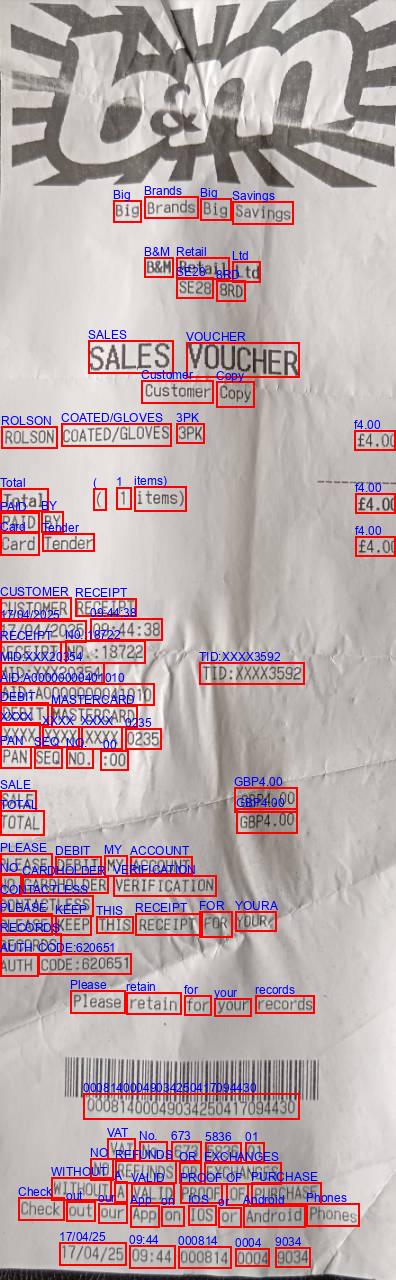 b&m
Big Brands Big Savings
B&M Retail Ltd
SE28 8RD
SALES VOUCHER
Customer Copy
ROLSON COATED/GLOVES 3PK £4.00
Total ( 1 items) £4.00
PAID BY
Card Tender £4.00
CUSTOMER RECEIPT
17/04/2025 09:44:38
RECEIPT NO.:18722
MID:XXX20354 TID:XXXX3592
AID:A0000000041010
DEBIT MASTERCARD
XXXX XXXX XXXX 0235
PAN SEQ NO. :00
SALE GBP4.00
TOTAL GBP4.00
PLEASE DEBIT MY ACCOUNT
NO CARDHOLDER VERIFICATION
CONTACTLESS
PLEASE KEEP THIS RECEIPT FOR YOUR
RECORDS
AUTH CODE:620651
Please retain for your records
00081400049034250417094430
VAT No. 673 5836 01
NO REFUNDS OR EXCHANGES
WITHOUT A VALID PROOF OF PURCHASE
Check out our App on IOS or Android Phones
17/04/25 09:44 000814 0004 9034